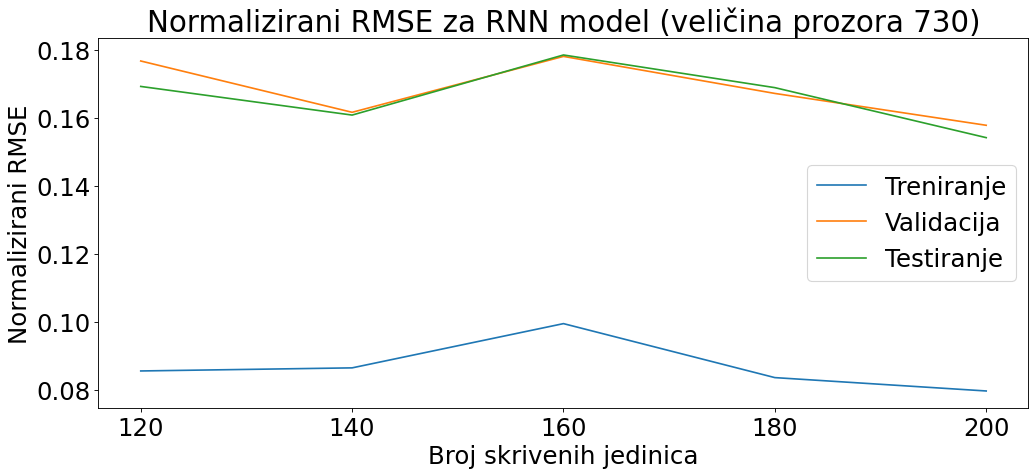 Normalizirani RMSE za RNN model (veličina prozora 730)
Normalizirani RMSE
0.18
0.16
0.14
0.12
0.10
0.08
Treniranje
Validacija
Testiranje
120 140 160 180 200
Broj skrivenih jedinica